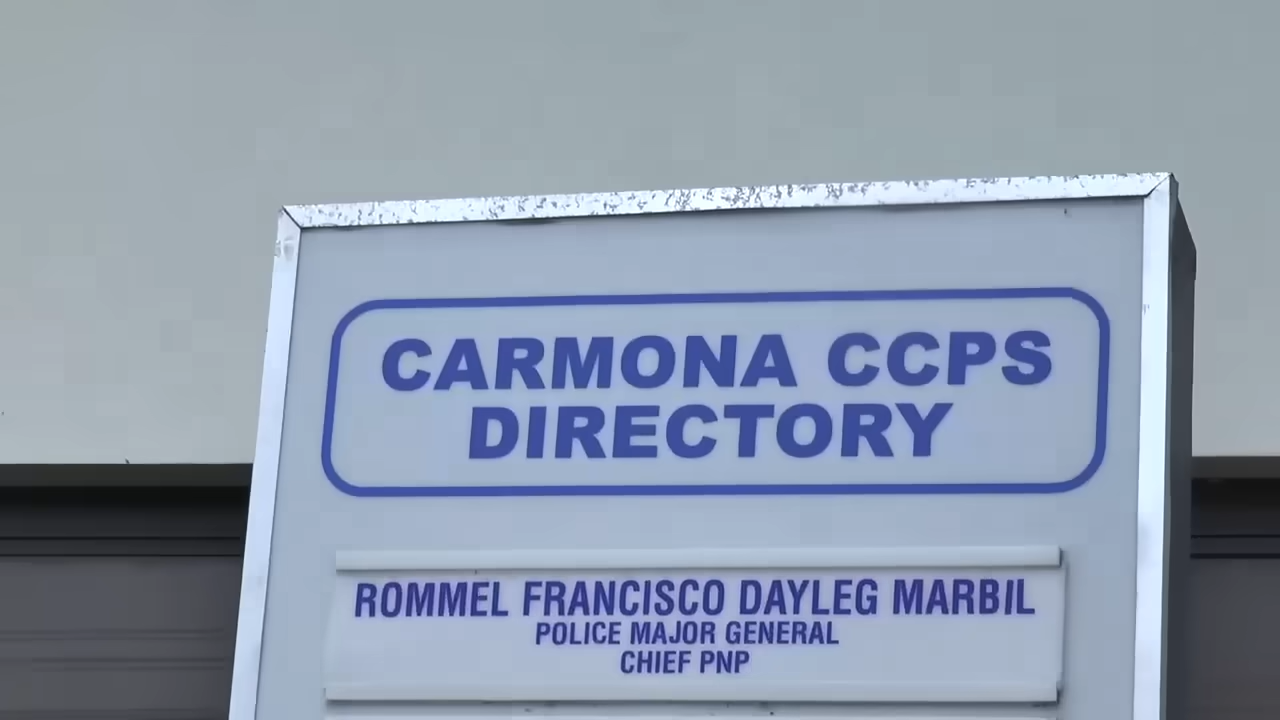 CARMONA CCPS
DIRECTORY
ROMMEL FRANCISCO DAYLEG MARBIL
POLICE MAJOR GENERAL
CHIEF PNP